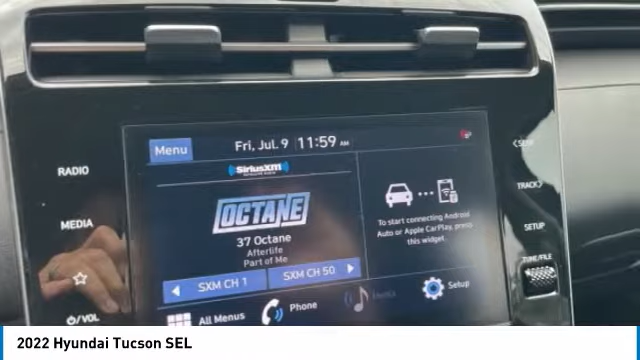 Menu
Fri, Jul. 9 11:59 AM
SiriusXM
OCTANE
37 Octane
Afterlife
Part of Me
SXM CH 1
SXM CH 50
To start connecting Android
Auto or Apple CarPlay, press
this widget.
All Menus
Phone
Setup
RADIO
MEDIA
/VOL
TRACK
SETUP
TUNE/FILE
2022 Hyundai Tucson SEL